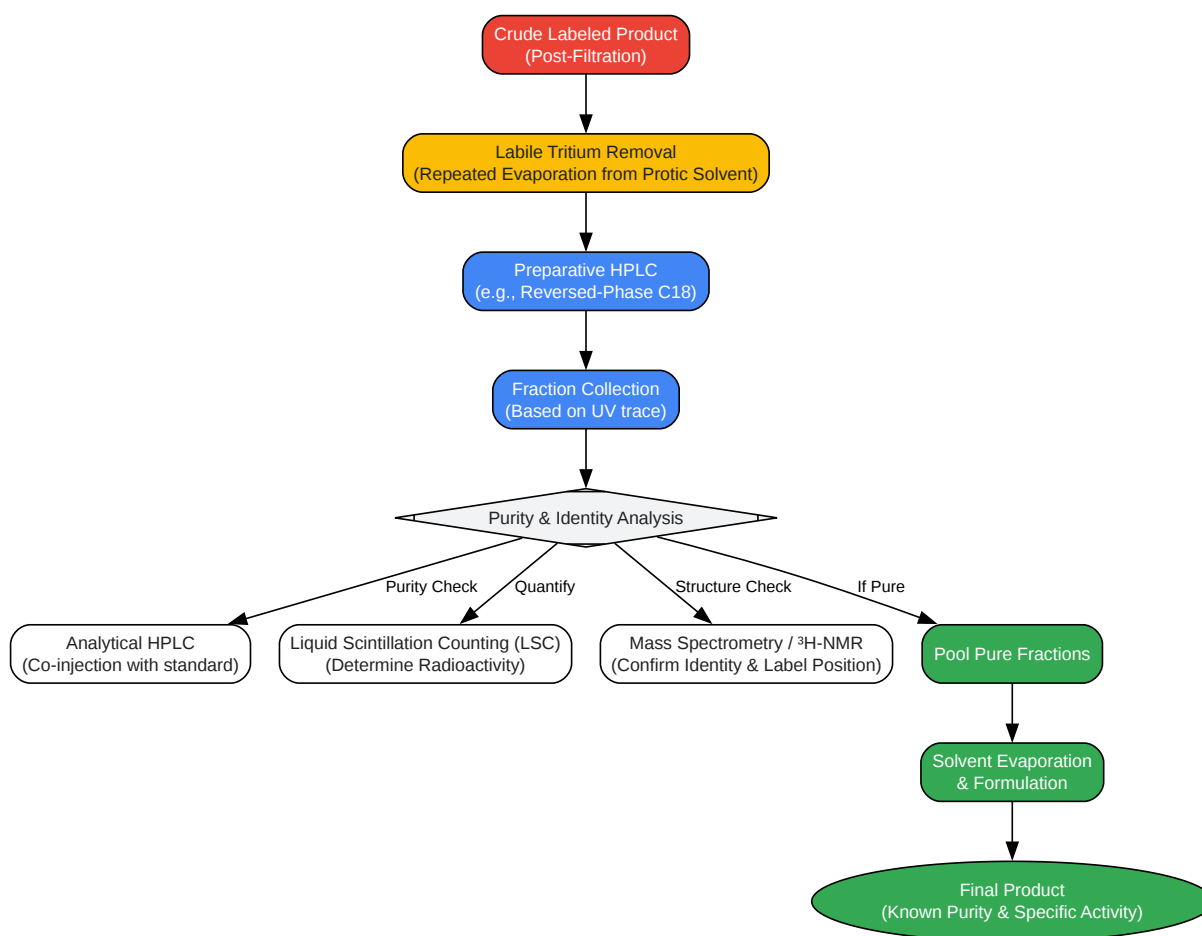 Crude Labeled Product
(Post-Filtration)
Labile Tritium Removal
(Repeated Evaporation from Protic Solvent)
Preparative HPLC
(e.g., Reversed-Phase C18)
Fraction Collection
(Based on UV trace)
Purity & Identity Analysis
Purity Check
Quantify
Structure Check
If Pure
Analytical HPLC
(Co-injection with standard)
Liquid Scintillation Counting (LSC)
(Determine Radioactivity)
Mass Spectrometry / ³H-NMR
(Confirm Identity & Label Position)
Pool Pure Fractions
Solvent Evaporation
& Formulation
Final Product
(Known Purity & Specific Activity)